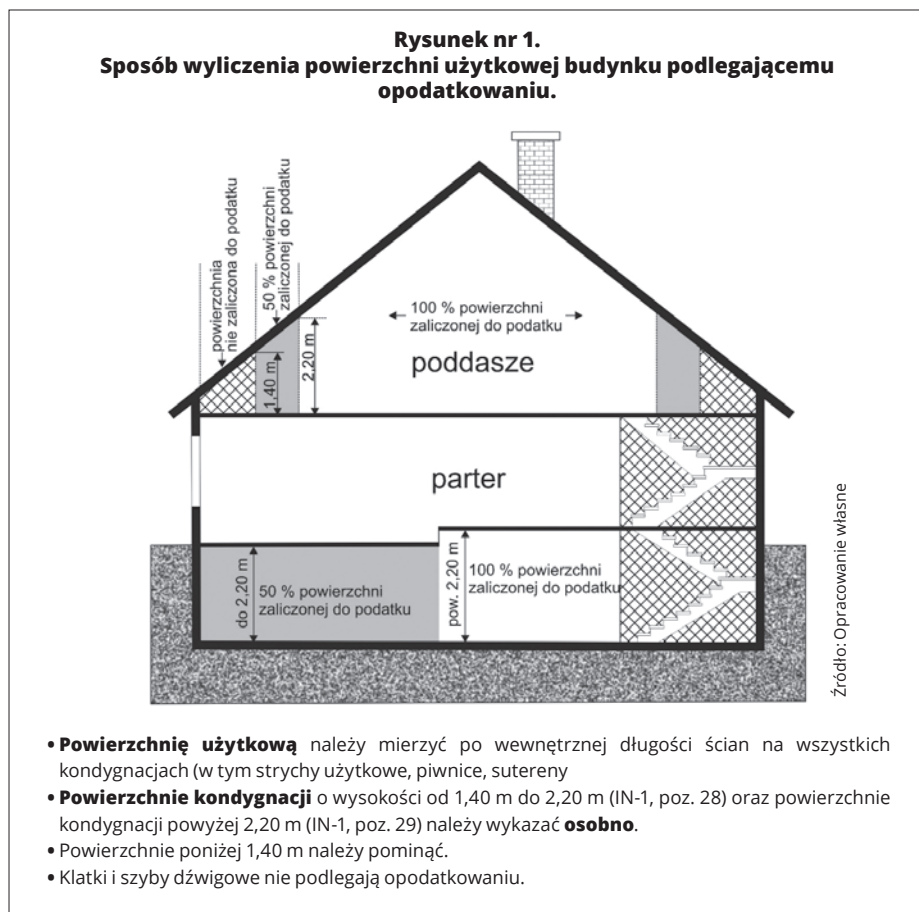 Rysunek nr 1.
Sposób wyliczenia powierzchni użytkowej budynku podlegającemu
opodatkowaniu.
powierzchnia
nie zaliczona do podatku
50 % powierzchni
zaliczonej do podatku
1,40 m
2,20 m
100 % powierzchni
zaliczonej do podatku
poddasze
parter
do 2,20 m
50 % powierzchni
zaliczonej do podatku
pow. 2,20 m
100 % powierzchni
zaliczonej do podatku
Źródło: Opracowanie własne
• Powierzchnię użytkową należy mierzyć po wewnętrznej długości ścian na wszystkich
kondygnacjach (w tym strychy użytkowe, piwnice, sutereny
• Powierzchnie kondygnacji o wysokości od 1,40 m do 2,20 m (IN-1, poz. 28) oraz powierzchnie
kondygnacji powyżej 2,20 m (IN-1, poz. 29) należy wykazać osobno.
• Powierzchnie poniżej 1,40 m należy pominąć.
• Klatki i szyby dźwigowe nie podlegają opodatkowaniu.